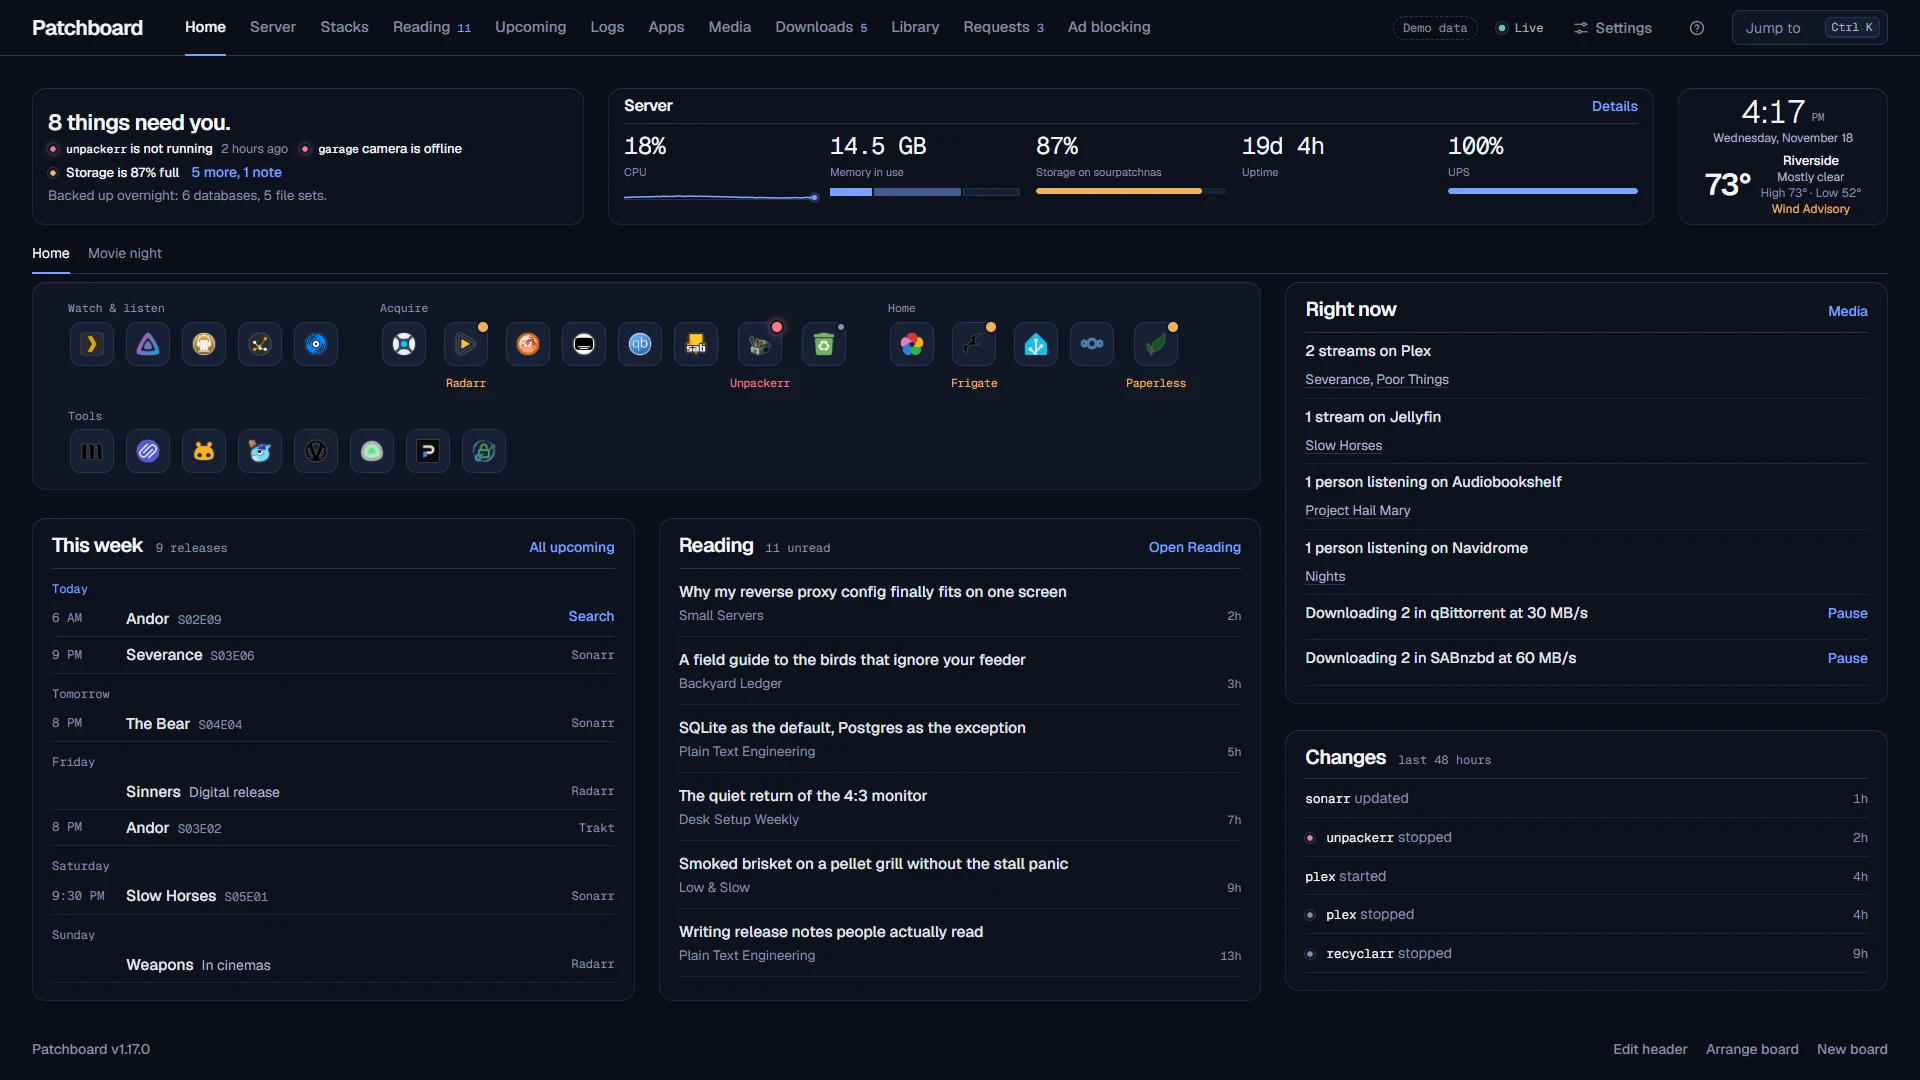 Patchboard
Home Server Stacks Reading 11 Upcoming Logs Apps Media Downloads 5 Library Requests 3 Ad blocking
Demo data Live Settings Jump to Ctrl K
8 things need you.
unpackerr is not running 2 hours ago garage camera is offline
Storage is 87% full 5 more, 1 note
Backed up overnight: 6 databases, 5 file sets.
Server Details
18% 14.5 GB 87% 19d 4h 100%
CPU Memory in use Storage on sourpatchnas Uptime UPS
4:17 PM
Wednesday, November 18
73°
Riverside
Mostly clear
High 73° · Low 52°
Wind Advisory
Home Movie night
Watch & listen Acquire Home
qb
sab
Radarr Unpackerr Frigate Paperless
Tools
This week 9 releases All upcoming
Today
6 AM Andor S02E09 Search
9 PM Severance S03E06 Sonarr
Tomorrow
8 PM The Bear S04E04 Sonarr
Friday
Sinners Digital release Radarr
8 PM Andor S03E02 Trakt
Saturday
9:30 PM Slow Horses S05E01 Sonarr
Sunday
Weapons In cinemas Radarr
Reading 11 unread Open Reading
Why my reverse proxy config finally fits on one screen
Small Servers 2h
A field guide to the birds that ignore your feeder
Backyard Ledger 3h
SQLite as the default, Postgres as the exception
Plain Text Engineering 5h
The quiet return of the 4:3 monitor
Desk Setup Weekly 7h
Smoked brisket on a pellet grill without the stall panic
Low & Slow 9h
Writing release notes people actually read
Plain Text Engineering 13h
Right now Media
2 streams on Plex
Severance, Poor Things
1 stream on Jellyfin
Slow Horses
1 person listening on Audiobookshelf
Project Hail Mary
1 person listening on Navidrome
Nights
Downloading 2 in qBittorrent at 30 MB/s Pause
Downloading 2 in SABnzbd at 60 MB/s Pause
Changes last 48 hours
sonarr updated 1h
unpackerr stopped 2h
plex started 4h
plex stopped 4h
recyclarr stopped 9h
Patchboard v1.17.0
Edit header Arrange board New board